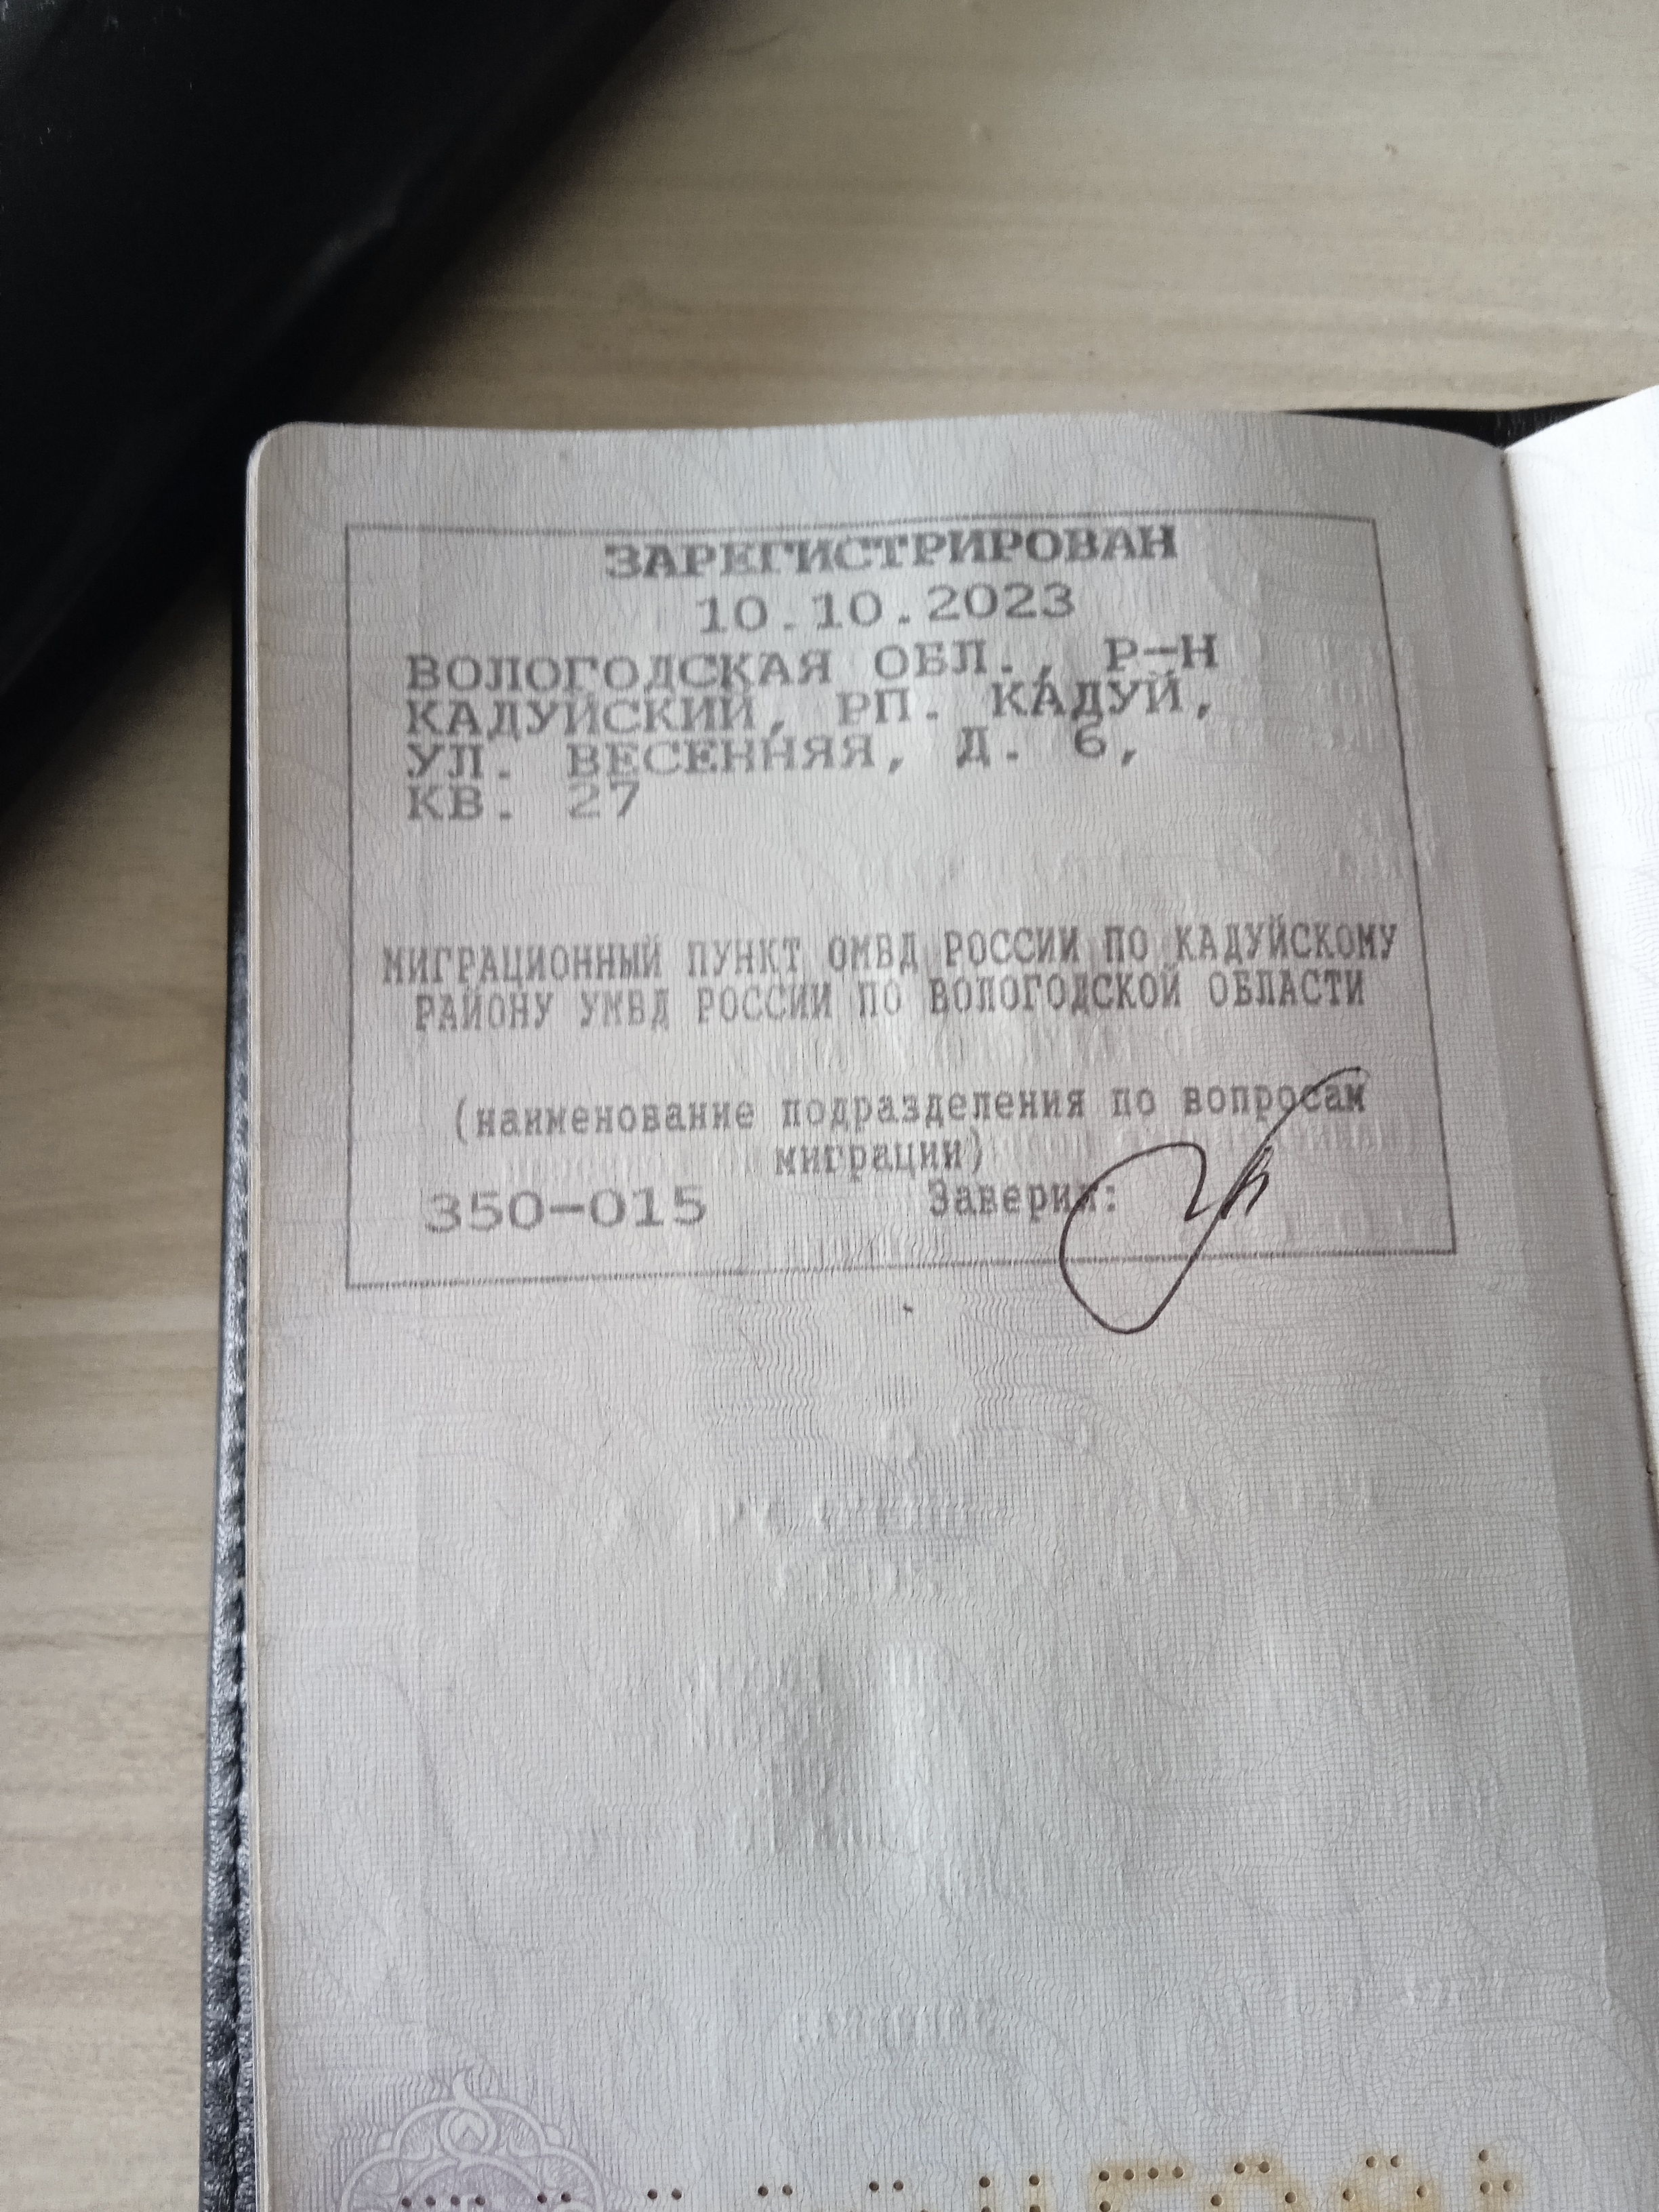 ЗАРЕГИСТРИРОВАН
10.10.2023
ВОЛОГОДСКАЯ ОБЛ., Р-Н
КАДУЙСКИЙ, РП. КАДУЙ,
УЛ. ВЕСЕННЯЯ, Д. 6,
КВ. 27
МИГРАЦИОННЫЙ ПУНКТ ОМВД РОССИИ ПО КАДУЙСКОМУ
РАЙОНУ УМВД РОССИИ ПО ВОЛОГОДСКОЙ ОБЛАСТИ
(наименование подразделения по вопросам
миграции)
350-015 Заверил: